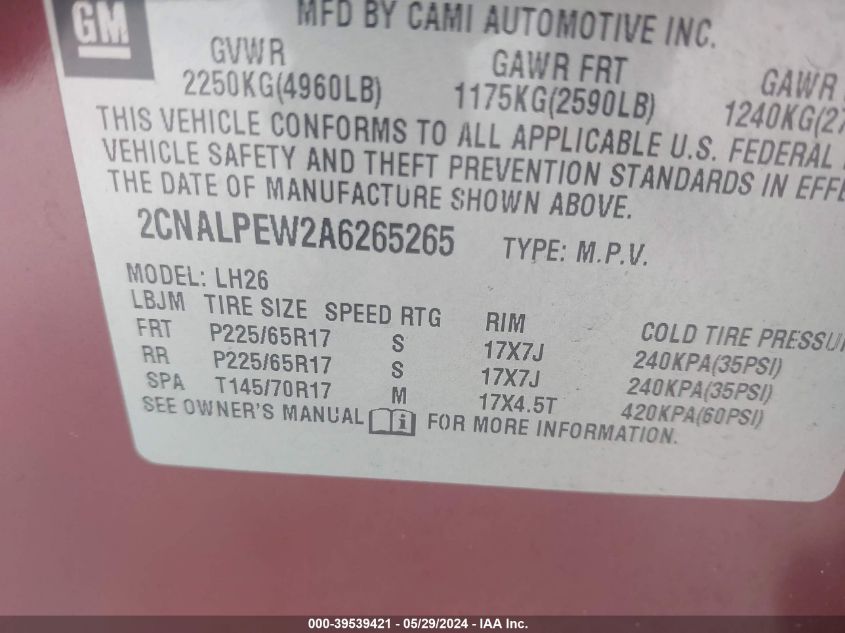 GM
MFD BY CAMI AUTOMOTIVE INC.
GVWR GAWR FRT GAWR
2250KG(4960LB) 1175KG(2590LB) 1240KG(27
THIS VEHICLE CONFORMS TO ALL APPLICABLE U.S. FEDERAL
VEHICLE SAFETY AND THEFT PREVENTION STANDARDS IN EFFE
THE DATE OF MANUFACTURE SHOWN ABOVE.
2CNALPEW2A6265265 TYPE: M.P.V.
MODEL: LH26
LBJM TIRE SIZE SPEED RTG RIM COLD TIRE PRESSU
FRT P225/65R17 S 17X7J 240KPA(35PSI)
RR P225/65R17 S 17X7J 240KPA(35PSI)
SPA T145/70R17 M 17X4.5T 420KPA(60PSI)
SEE OWNER'S MANUAL i FOR MORE INFORMATION.
000-39539421 - 05/29/2024 - IAA Inc.